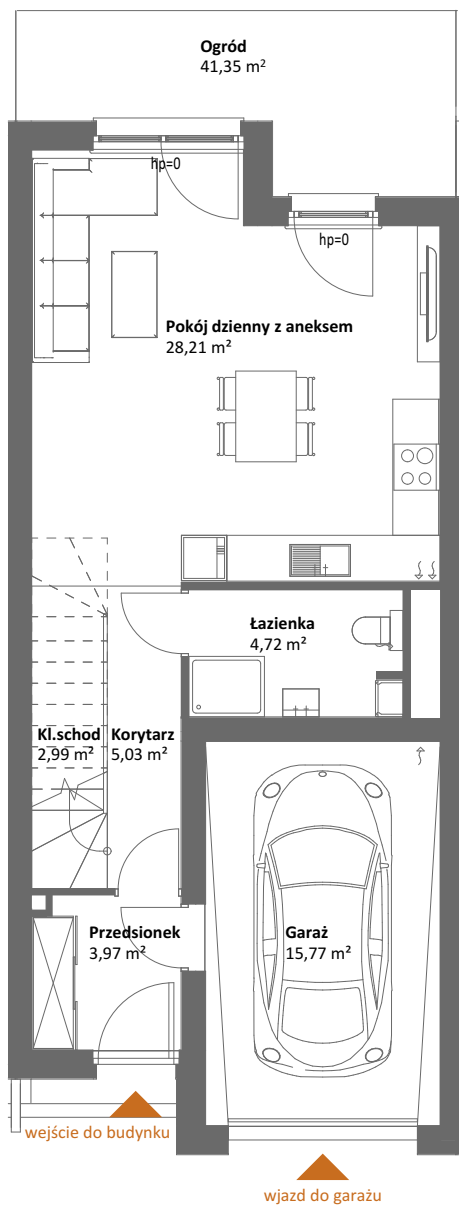 Ogród
41,35 m²
hp=0
hp=0
Pokój dzienny z aneksem
28,21 m²
Łazienka
4,72 m²
Kl.schod
2,99 m²
Korytarz
5,03 m²
Przedsionek
3,97 m²
Garaż
15,77 m²
wejście do budynku
wjazd do garażu